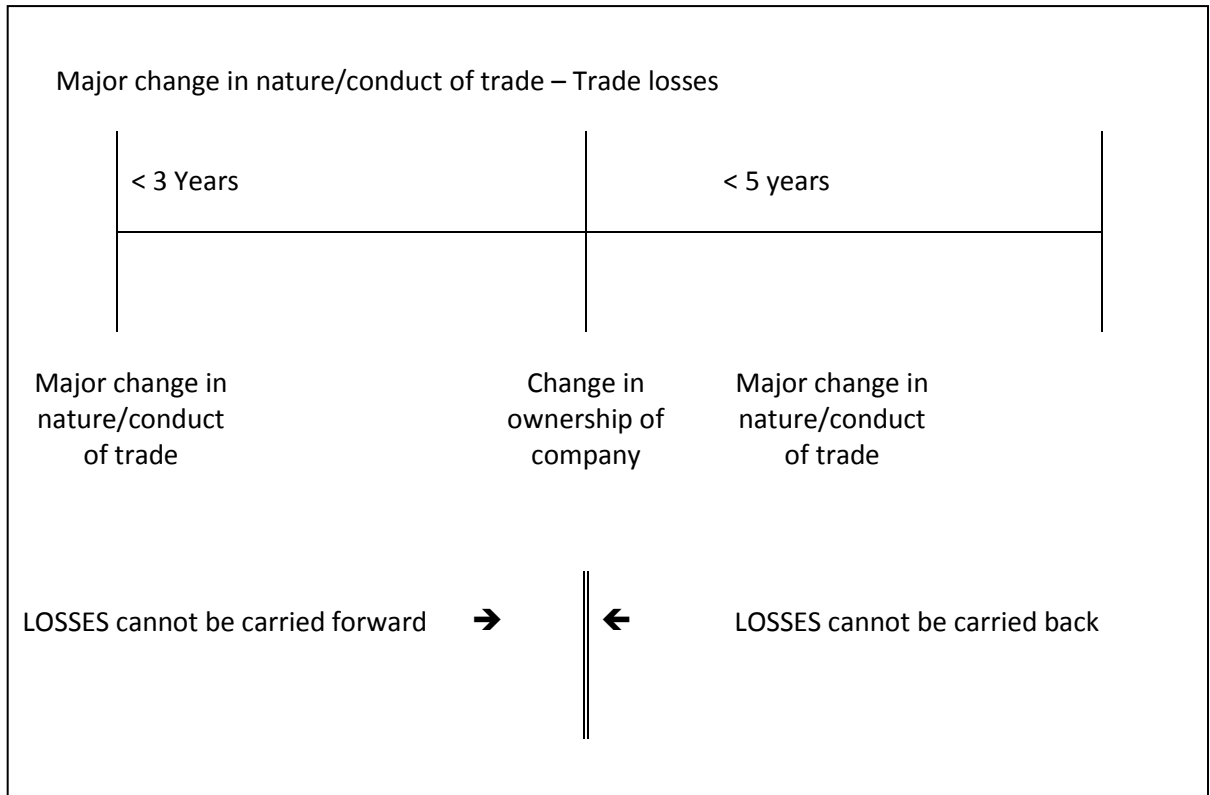 Major change in nature/conduct of trade – Trade losses
< 3 Years
< 5 years
Major change in
nature/conduct
of trade
Change in
ownership of
company
Major change in
nature/conduct
of trade
LOSSES cannot be carried forward ➔
← LOSSES cannot be carried back